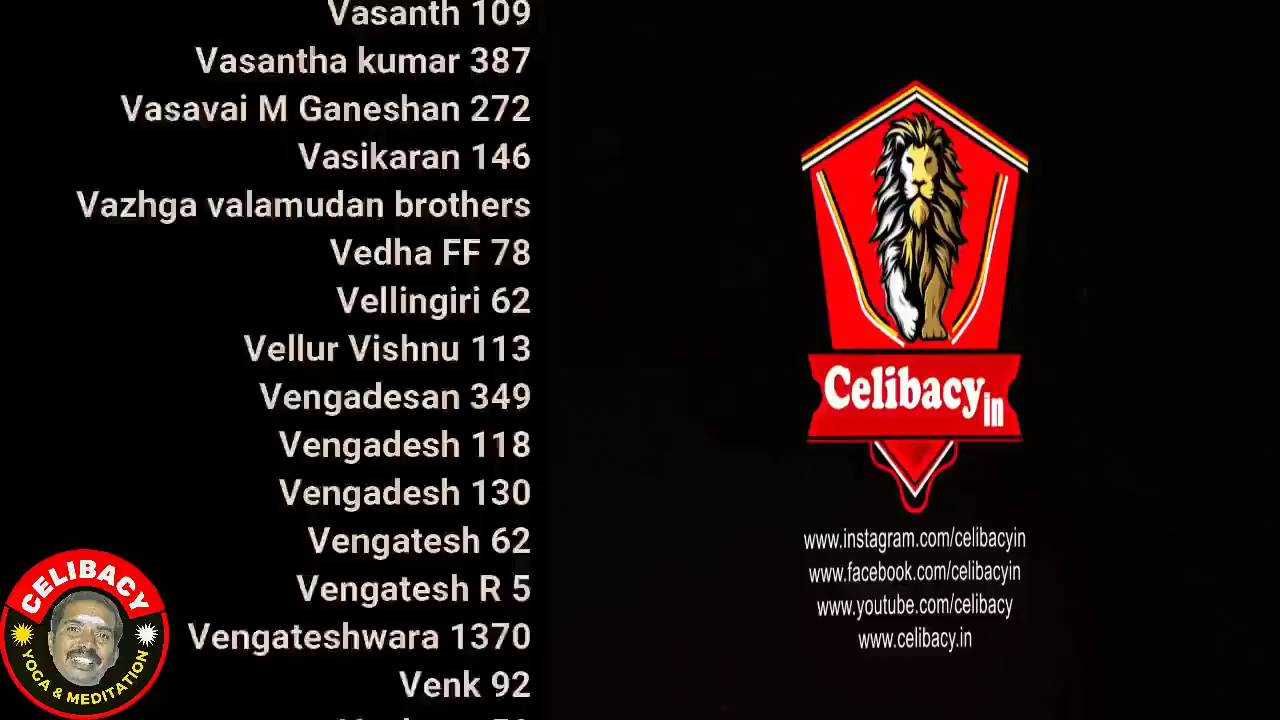 Vasanth 109
Vasantha kumar 387
Vasavai M Ganeshan 272
Vasikaran 146
Vazhga valamudan brothers
Vedha FF 78
Vellingiri 62
Vellur Vishnu 113
Vengadesan 349
Vengadesh 118
Vengadesh 130
Vengatesh 62
Vengatesh R 5
Vengateshwara 1370
Venk 92
Celibacy in
www.instagram.com/celibacyin
www.facebook.com/celibacyin
www.youtube.com/celibacy
www.celibacy.in
CELIBACY
YOGA & MEDITATION